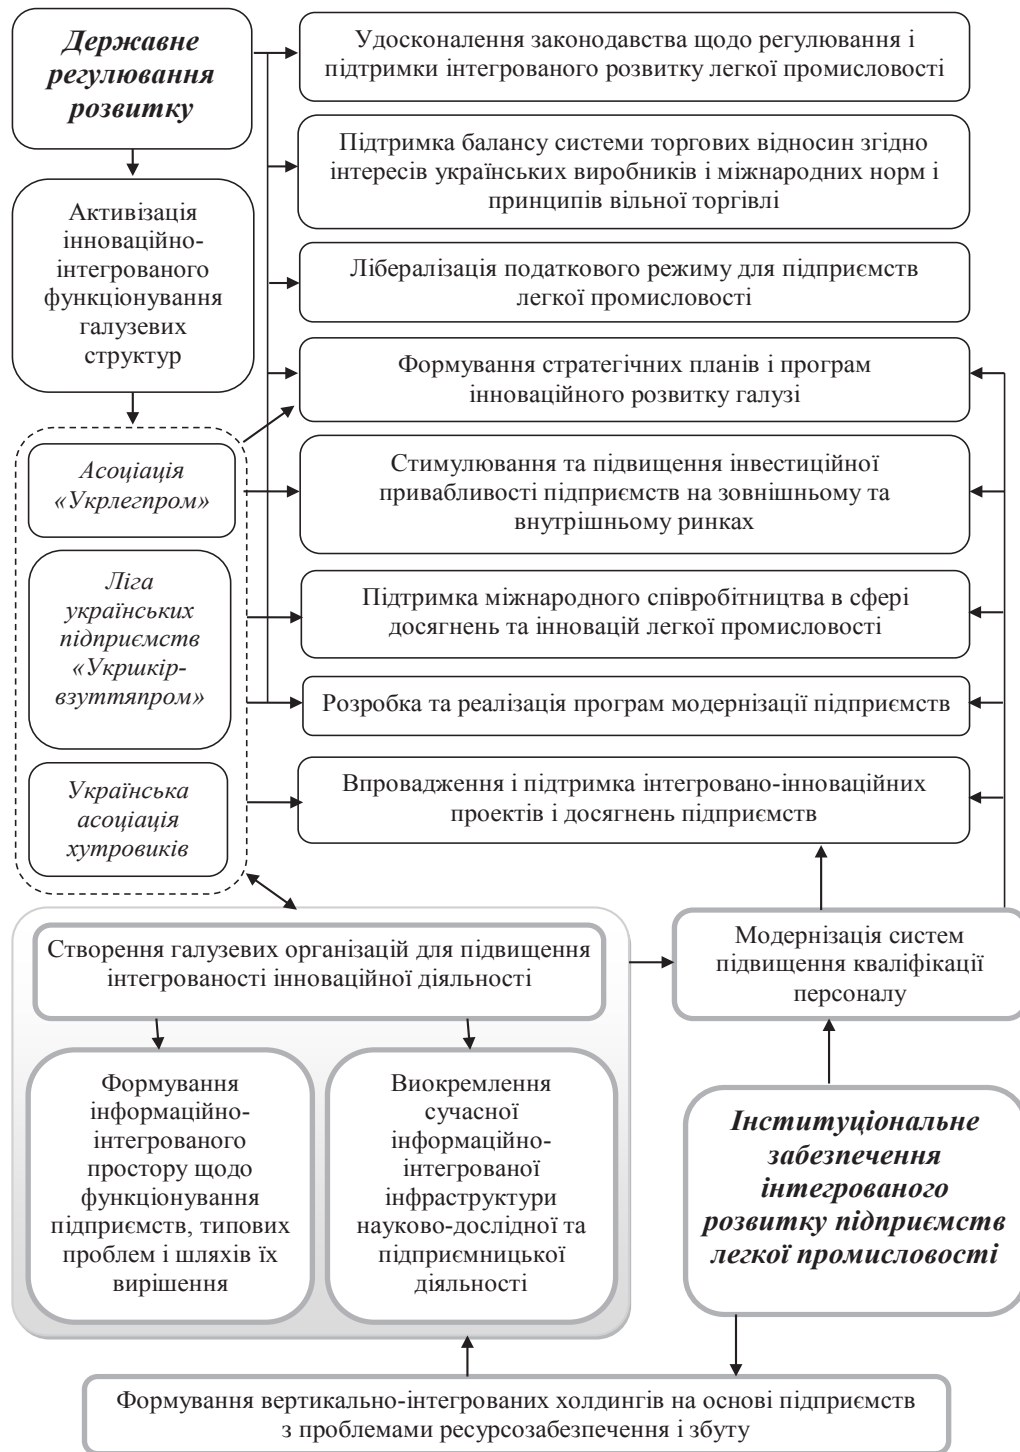 Державне
регулювання
розвитку
Удосконалення законодавства щодо регулювання і
підтримки інтегрованого розвитку легкої промисловості
Підтримка балансу системи торгових відносин згідно
інтересів українських виробників і міжнародних норм і
принципів вільної торгівлі
Активізація
інноваційно-
інтегрованого
функціонування
галузевих
структур
Лібералізація податкового режиму для підприємств
легкої промисловості
Формування стратегічних планів і програм
інноваційного розвитку галузі
Асоціація
«Укрлегпром»
Стимулювання та підвищення інвестиційної
привабливості підприємств на зовнішньому та
внутрішньому ринках
Ліга
українських
підприємств
«Укршкір-
взуттяпром»
Підтримка міжнародного співробітництва в сфері
досягнень та інновацій легкої промисловості
Розробка та реалізація програм модернізації підприємств
Українська
асоціація
хутровиків
Впровадження і підтримка інтегровано-інноваційних
проектів і досягнень підприємств
Створення галузевих організацій для підвищення
інтегрованості інноваційної діяльності
Модернізація систем
підвищення кваліфікації
персоналу
Формування
інформаційно-
інтегрованого
простору щодо
функціонування
підприємств, типових
проблем і шляхів їх
вирішення
Виокремлення
сучасної
інформаційно-
інтегрованої
інфраструктури
науково-дослідної та
підприємницької
діяльності
Інституціональне
забезпечення
інтегрованого
розвитку підприємств
легкої промисловості
Формування вертикально-інтегрованих холдингів на основі підприємств
з проблемами ресурсозабезпечення і збуту